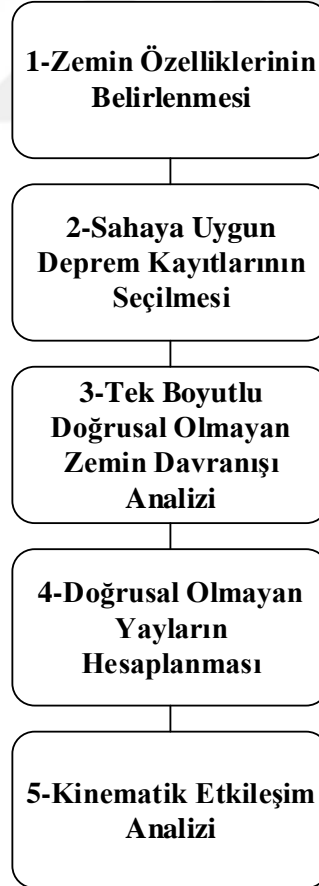 1-Zemin Özelliklerinin
Belirlenmesi
2-Sahaya Uygun
Deprem Kayıtlarının
Seçilmesi
3-Tek Boyutlu
Doğrusal Olmayan
Zemin Davranışı
Analizi
4-Doğrusal Olmayan
Yayların
Hesaplanması
5-Kinematik Etkileşim
Analizi